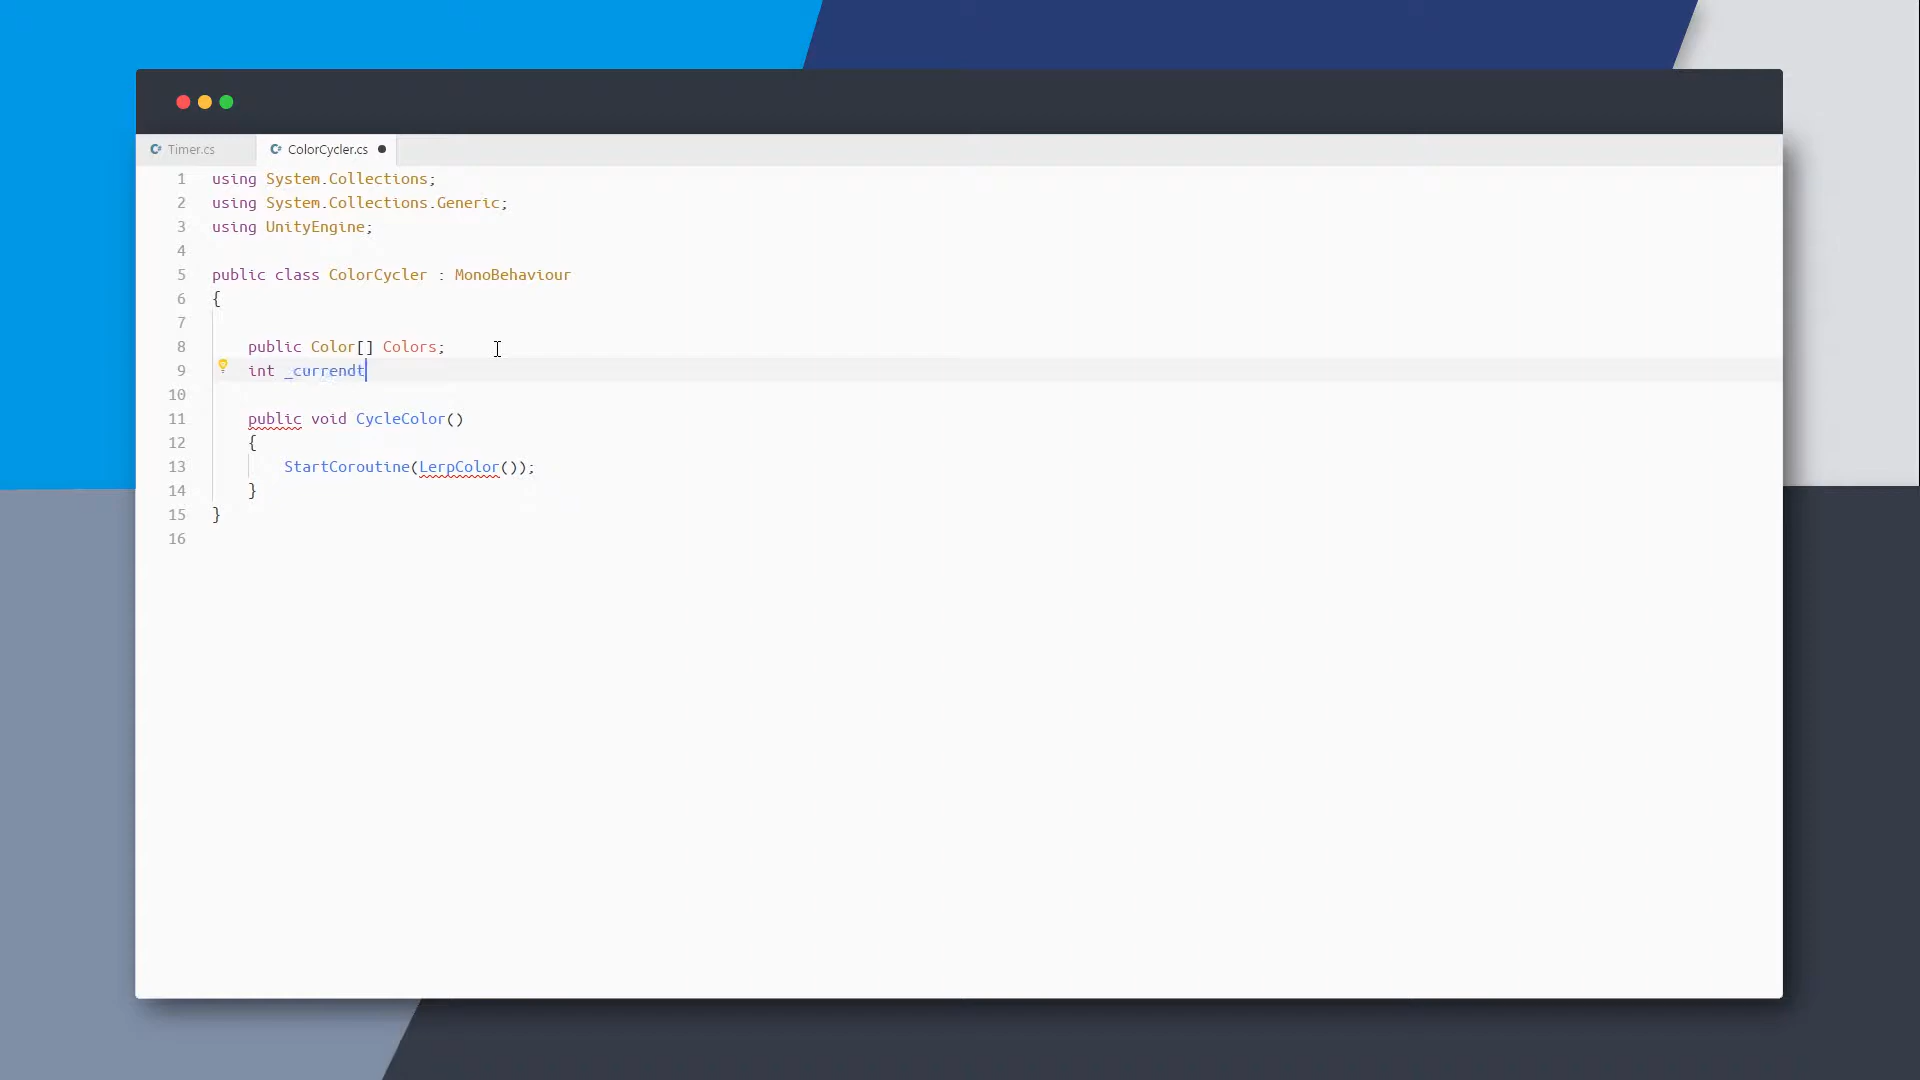 Timer.cs ColorCycler.cs
1 using System.Collections;
2 using System.Collections.Generic;
3 using UnityEngine;
4
5 public class ColorCycler : MonoBehaviour
6 {
7
8 public Color[] Colors;
9 int _currendt
10
11 public void CycleColor()
12 {
13 StartCoroutine(LerpColor());
14 }
15 }
16